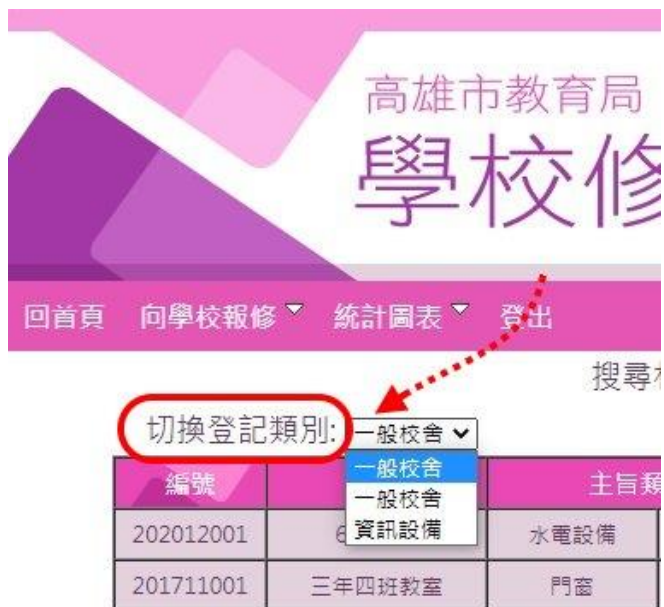 高雄市教育局
學校修
回首頁 向學校報修 統計圖表 登出
搜尋
切換登記類別: 一般校舍
一般校舍
一般校舍
資訊設備
編號 主旨類
202012001 6 水電設備
201711001 三年四班教室 門窗